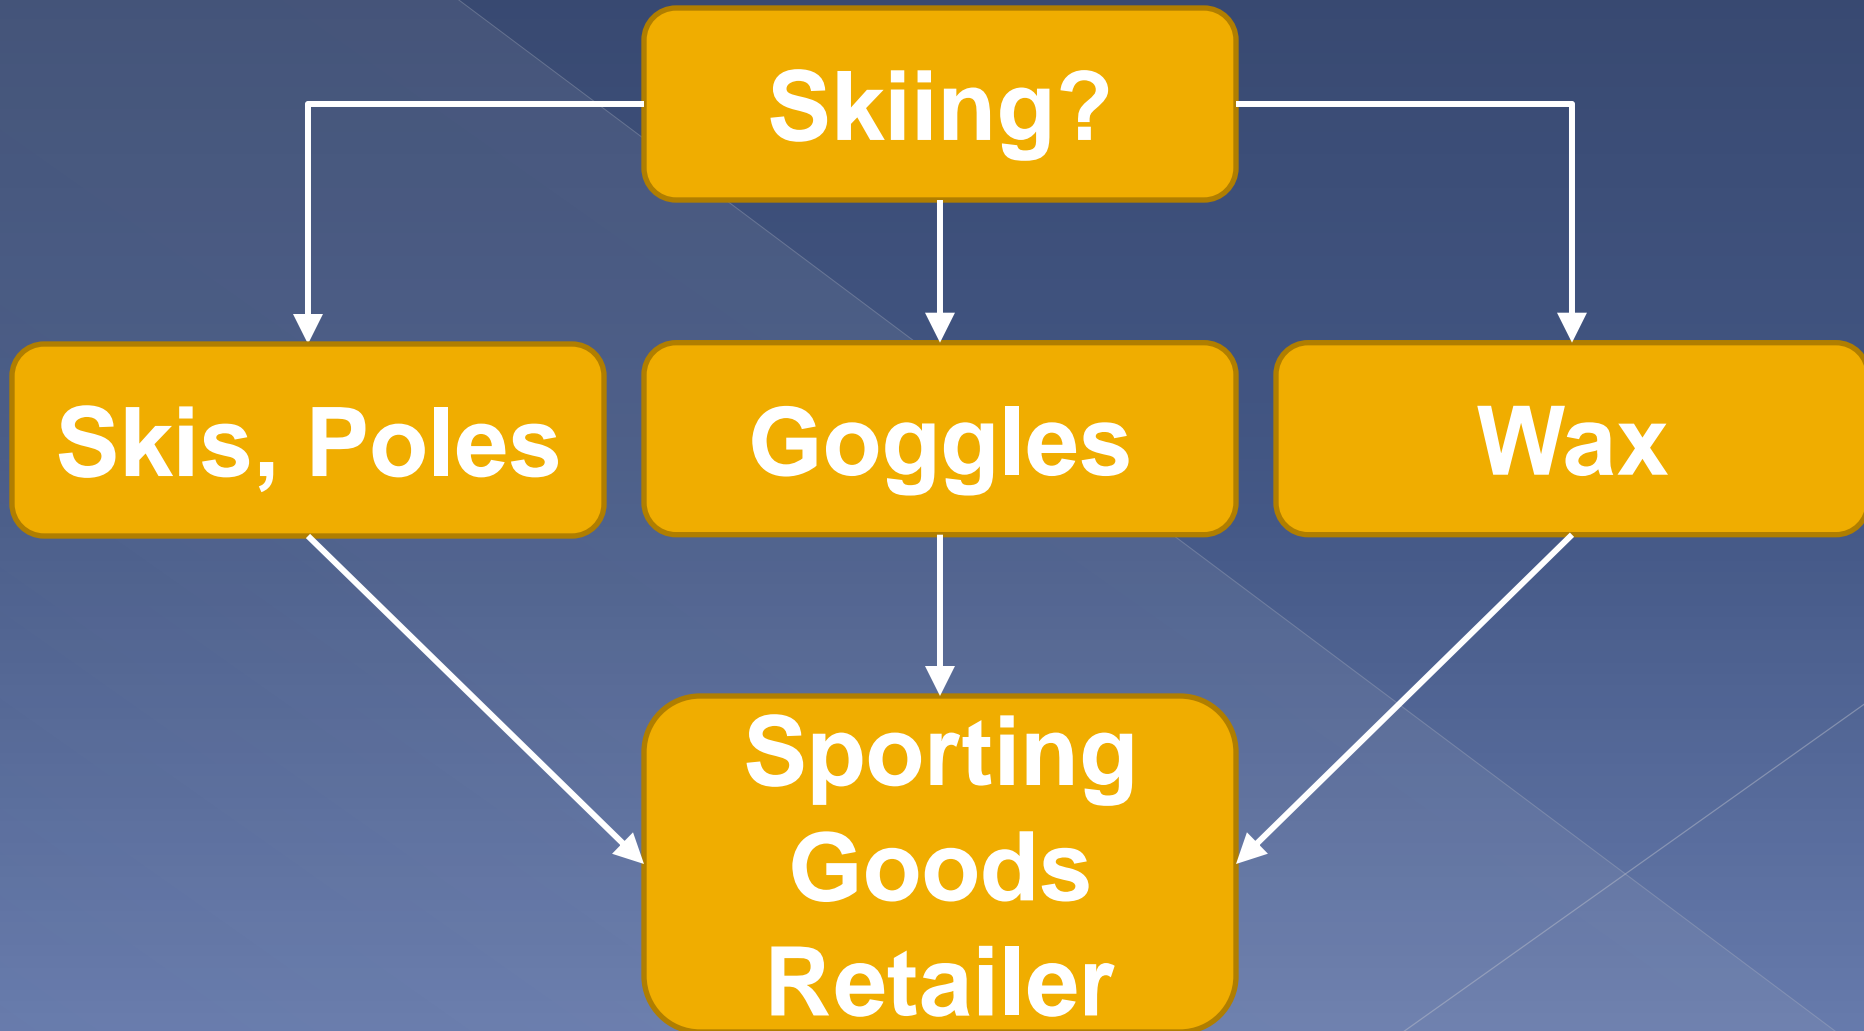 Skiing?
Skis, Poles
Goggles
Wax
Sporting
Goods
Retailer